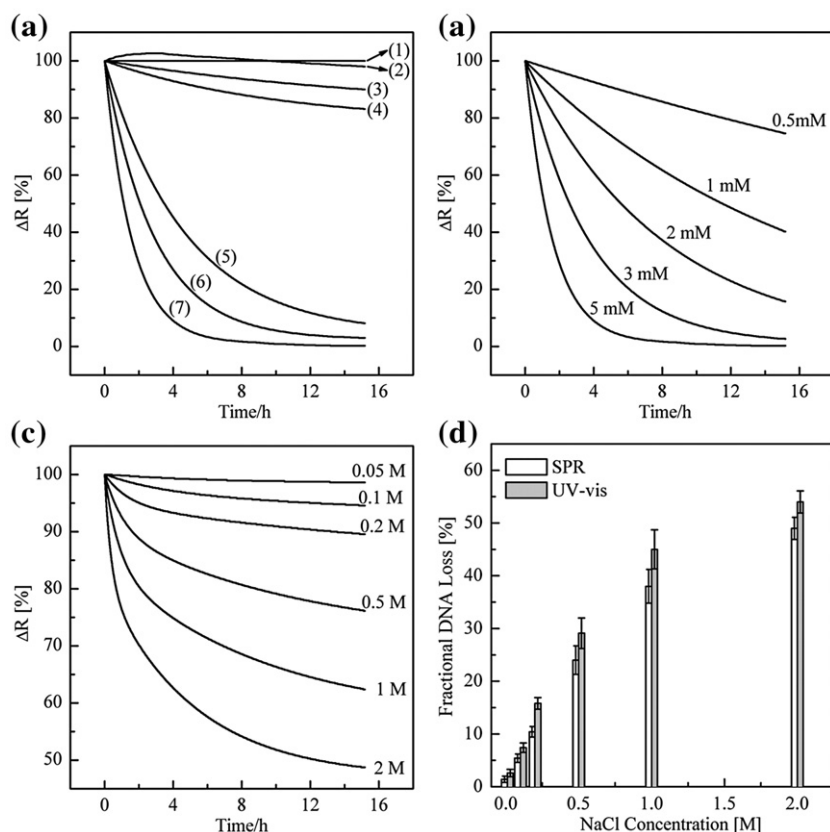 (a)
ΔR [%]
100
80
60
40
20
0
(1)
(2)
(3)
(4)
(5)
(6)
(7)
0 4 8 12 16
Time/h
(a)
ΔR [%]
100
80
60
40
20
0
0.5mM
1 mM
2 mM
3 mM
5 mM
0 4 8 12 16
Time/h
(c)
ΔR [%]
100
90
80
70
60
50
0.05 M
0.1 M
0.2 M
0.5 M
1 M
2 M
0 4 8 12 16
Time/h
(d)
Fractional DNA Loss [%]
60
50
40
30
20
10
0
SPR
UV-vis
0.0 0.5 1.0 1.5 2.0
NaCl Concentration [M]